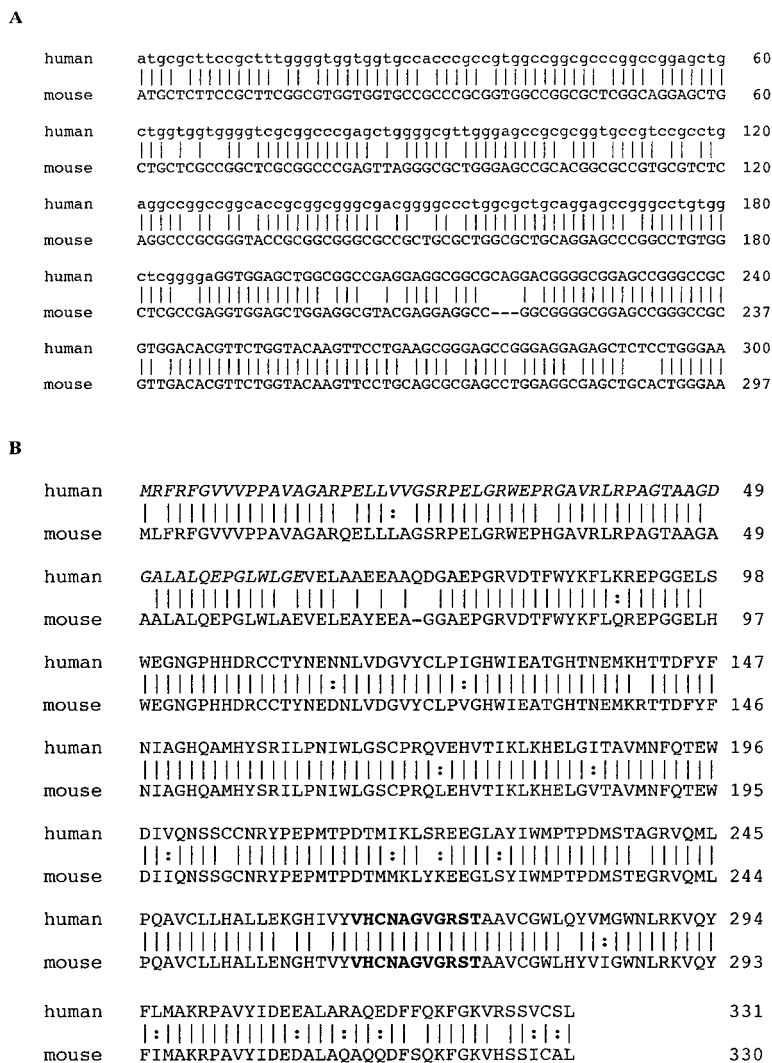 A
human atgcgcttccgctttggggtggtggtgccacccgccgtggccggcgcccggccggagctg 60
mouse ATGCTCTTCCGCTTCGGCGTGGTGGTGCCGCCCGCGGTGGCCGGCGCTCGGCAGGAGCTG 60
human ctggtggtggggtcgcggcccgagctggggcgttgggagccgcgcggtgccgtccgcctg 120
mouse CTGCTCGCCGGCTCGCGGCCCGAGTTAGGGCGCTGGGAGCCGCACGGCGCCGTGCGTCTC 120
human aggccggccggcaccgcggcgggcgacggggccctggcgctgcaggagccgggcctgtgg 180
mouse AGGCCCGCGGGTACCGCGGCGGGCGCCGCTGCGCTGGCGCTGCAGGAGCCCGGCCTGTGG 180
human ctcggggaGGTGGAGCTGGCGGCCGAGGAGGCGGCGCAGGACGGGGCGGAGCCGGGCCGC 240
mouse CTCGCCGAGGTGGAGCTGGAGGCGTACGAGGAGGCC---GGCGGGGCGGAGCCGGGCCGC 237
human GTGGACACGTTCTGGTACAAGTTCCTGAAGCGGGAGCCGGGAGGAGAGCTCTCCTGGGAA 300
mouse GTTGACACGTTCTGGTACAAGTTCCTGCAGCGCGAGCCTGGAGGCGAGCTGCACTGGGAA 297
B
human MRFRFGVVVPPAVAGARPELLVVGSRPELGRWEPRGAVRLRPAGTAAGD 49
mouse MLFRFGVVVPPAVAGARQELLLAGSRPELGRWEPHGAVRLRPAGTAAGA 49
human GALALQEPGLWLGEVELAAEEAAQDGAEPGRVDTFWYKFLKREPGGELS 98
mouse AALALQEPGLWLAEVELEAYEEA-GGAEPGRVDTFWYKFLQREPGGELH 97
human WEGNGPHHDRCCTYNENNLVDGVYCLPIGHWIEATGHTNEMKHTTDFYF 147
mouse WEGNGPHHDRCCTYNEDNLVDGVYCLPVGHWIEATGHTNEMKRTTDFYF 146
human NIAGHQAMHYSRILPNIWLGSCPRQVEHVTIKLKHELGITAVMNFQTEW 196
mouse NIAGHQAMHYSRILPNIWLGSCPRQLEHVTIKLKHELGVTAVMNFQTEW 195
human DIVQNSSCCNRYPEPMTPDTMIKLSREEGLAYIWMPTPDMSTAGRVQML 245
mouse DIIQNSSGCNRYPEPMTPDTMMKLYKEEGLSYIWMPTPDMSTEGRVQML 244
human PQAVCLLHALLEKGHIVYVHCNAGVGRSTAAVCGWLQYVMGWNLRKVQY 294
mouse PQAVCLLHALLENGHTVYVHCNAGVGRSTAAVCGWLHYVIGWNLRKVQY 293
human FLMAKRPAVYIDEEALARAQEDFFQKFGKVRSSVCSL 331
mouse FIMAKRPAVYIDEDALAQAQQDFSQKFGKVHSSICAL 330